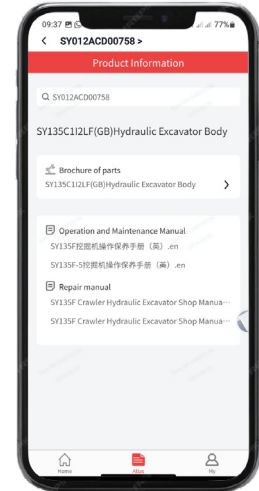 09:37
77%
< SY012ACD00758 >
Product Information
SY012ACD00758
SY135C1I2LF(GB)Hydraulic Excavator Body
Brochure of parts
SY135C1I2LF(GB)Hydraulic Excavator Body
Operation and Maintenance Manual
SY135F挖掘机操作保养手册（英）.en
SY135F-5挖掘机操作保养手册（英）.en
Repair manual
SY135F Crawler Hydraulic Excavator Shop Manua···
SY135F Crawler Hydraulic Excavator Shop Manua···
Home
Atlas
My